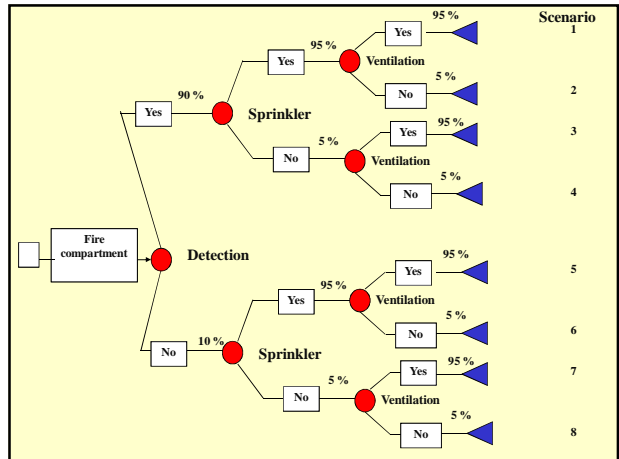 Scenario
95 %
Yes
1
95 %
Yes
Ventilation
5 %
No
2
90 %
Yes
Sprinkler
95 %
Yes
3
5 %
No
Ventilation
5 %
No
4
Fire
compartment
Detection
95 %
Yes
5
95 %
Yes
Ventilation
5 %
No
6
10 %
No
Sprinkler
95 %
Yes
7
5 %
No
Ventilation
5 %
No
8